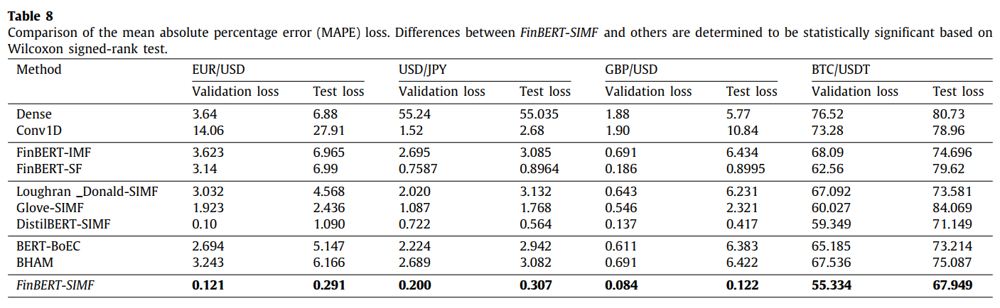 Table 8
Comparison of the mean absolute percentage error (MAPE) loss. Differences between FinBERT-SIMF and others are determined to be statistically significant based on
Wilcoxon signed-rank test.
Method EUR/USD USD/JPY GBP/USD BTC/USDT
Validation loss Test loss Validation loss Test loss Validation loss Test loss Validation loss Test loss
Dense 3.64 6.88 55.24 55.035 1.88 5.77 76.52 80.73
Conv1D 14.06 27.91 1.52 2.68 1.90 10.84 73.28 78.96
FinBERT-IMF 3.623 6.965 2.695 3.085 0.691 6.434 68.09 74.696
FinBERT-SF 3.14 6.99 0.7587 0.8964 0.186 0.8995 62.56 79.62
Loughran _Donald-SIMF 3.032 4.568 2.020 3.132 0.643 6.231 67.092 73.581
Glove-SIMF 1.923 2.436 1.087 1.768 0.546 2.321 60.027 84.069
DistilBERT-SIMF 0.10 1.090 0.722 0.564 0.137 0.417 59.349 71.149
BERT-BoEC 2.694 5.147 2.224 2.942 0.611 6.383 65.185 73.214
BHAM 3.243 6.166 2.689 3.082 0.691 6.422 67.536 75.087
FinBERT-SIMF 0.121 0.291 0.200 0.307 0.084 0.122 55.334 67.949